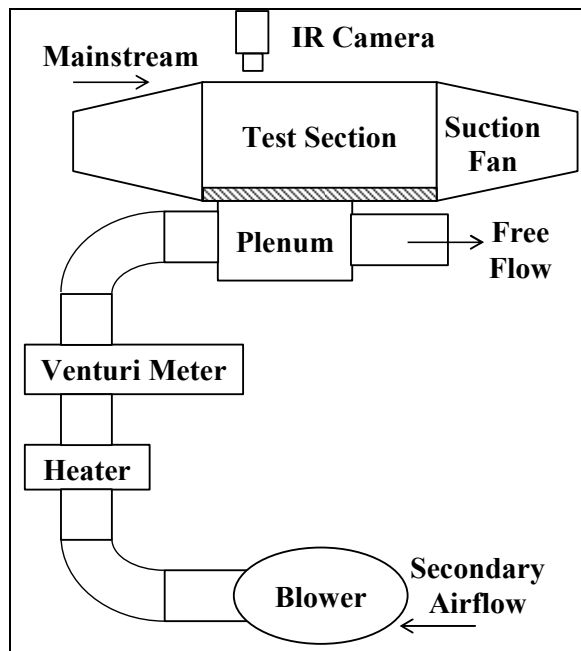 IR Camera
Mainstream
Test Section
Suction
Fan
Plenum
Free
Flow
Venturi Meter
Heater
Secondary
Airflow
Blower